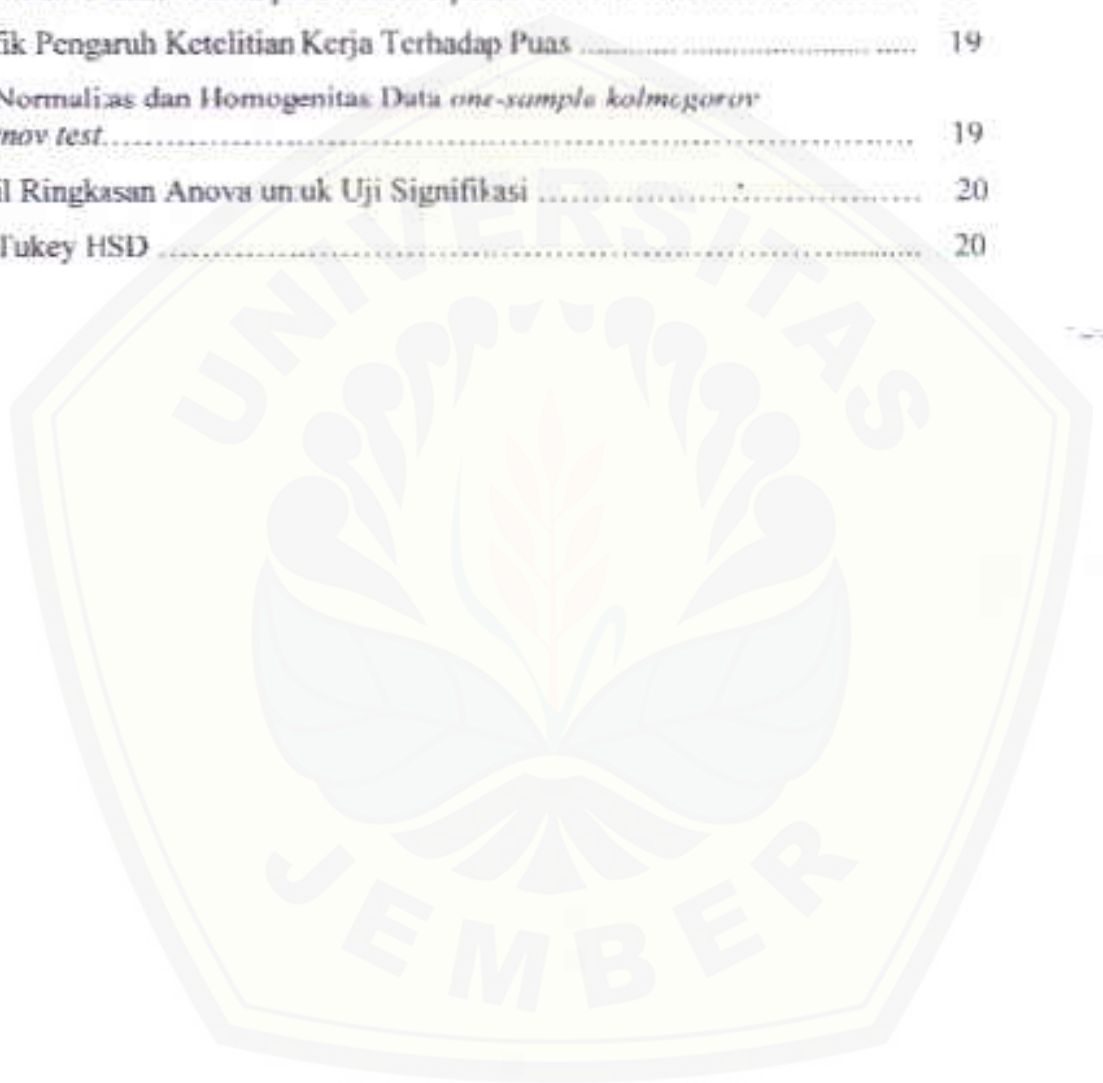 fik Pengaruh Ketelitian Kerja Terhadap Puas ........................................ 19
Normalitas dan Homogenitas Data one-sample kolmogorov
nov test........................................................................................ 19
il Ringkasan Anova untuk Uji Signifikasi ............................................ 20
Tukey HSD ........................................................................................ 20
UNIVERSITAS
JEMBER